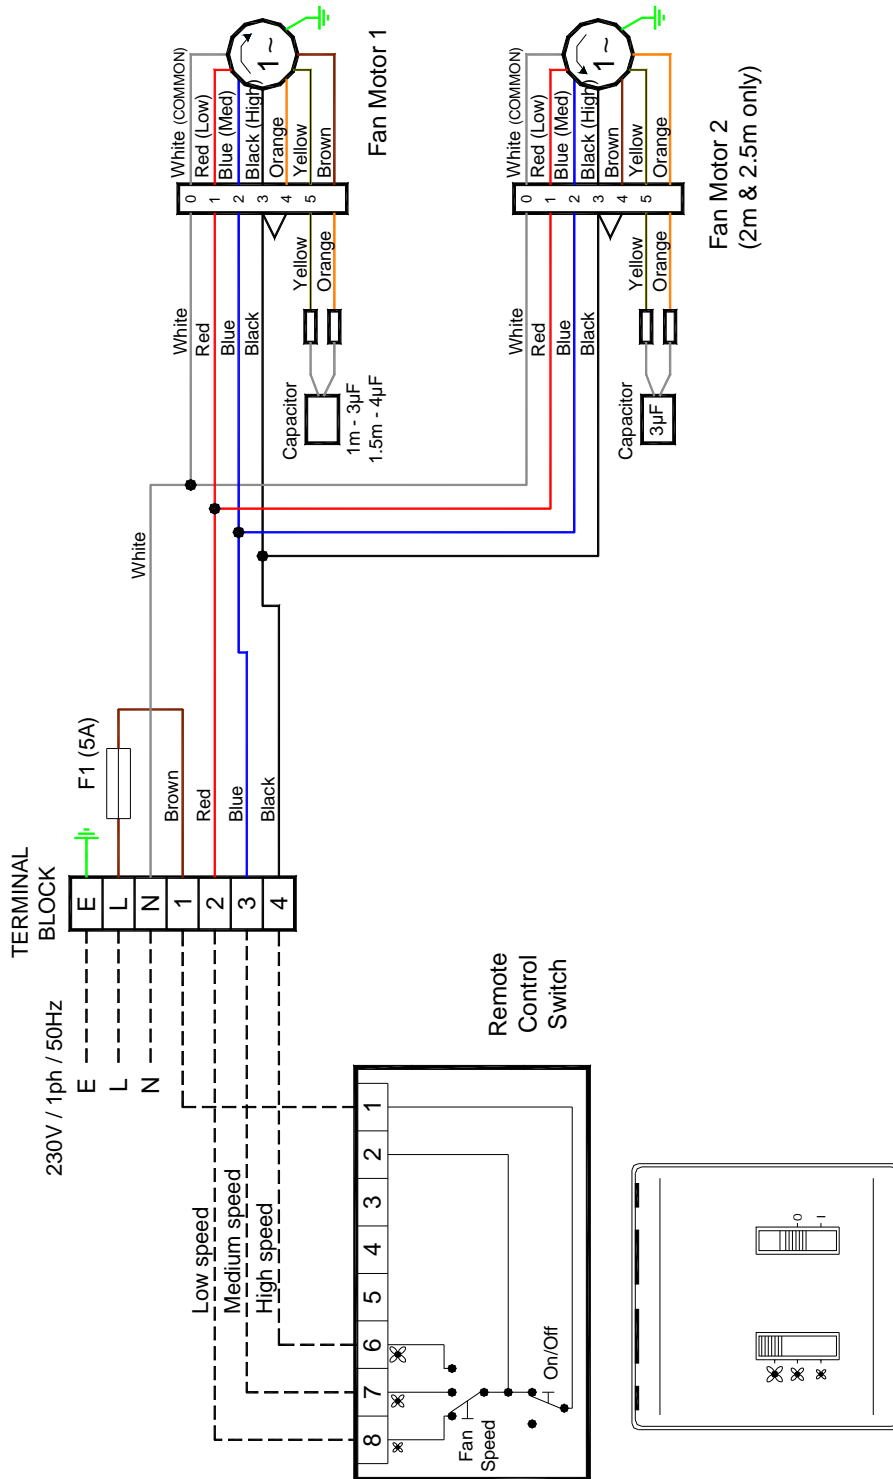 TERMINAL
BLOCK
230V / 1ph / 50Hz
E
L
N
E
L
N
1
2
3
4
F1 (5A)
White
Brown
Red
Blue
Black
White
Red
Blue
Black
0
1
2
3
4
5
White (COMMON)
Red (Low)
Blue (Med)
Black (High)
Orange
Yellow
Brown
1~
Fan Motor 1
Yellow
Orange
Capacitor
1m - 3µF
1.5m - 4µF
White
Red
Blue
Black
0
1
2
3
4
5
White (COMMON)
Red (Low)
Blue (Med)
Black (High)
Brown
Yellow
Orange
1~
Fan Motor 2
(2m & 2.5m only)
Yellow
Orange
Capacitor
3µF
Low speed
Medium speed
High speed
Remote
Control
Switch
8
7
6
5
4
3
2
1
Fan
Speed
On/Off
0
I